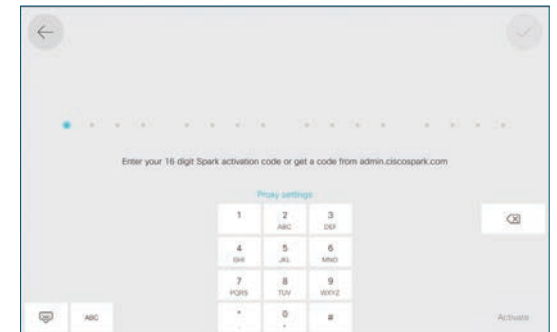 Enter your 16 digit Spark activation code or get a code from admin.ciscospark.com
Proxy settings
1 2 3
ABC DEF
4 5 6
GHI JKL MNO
7 8 9
PQRS TUV WXYZ
* 0 #
. +
ABC Activate